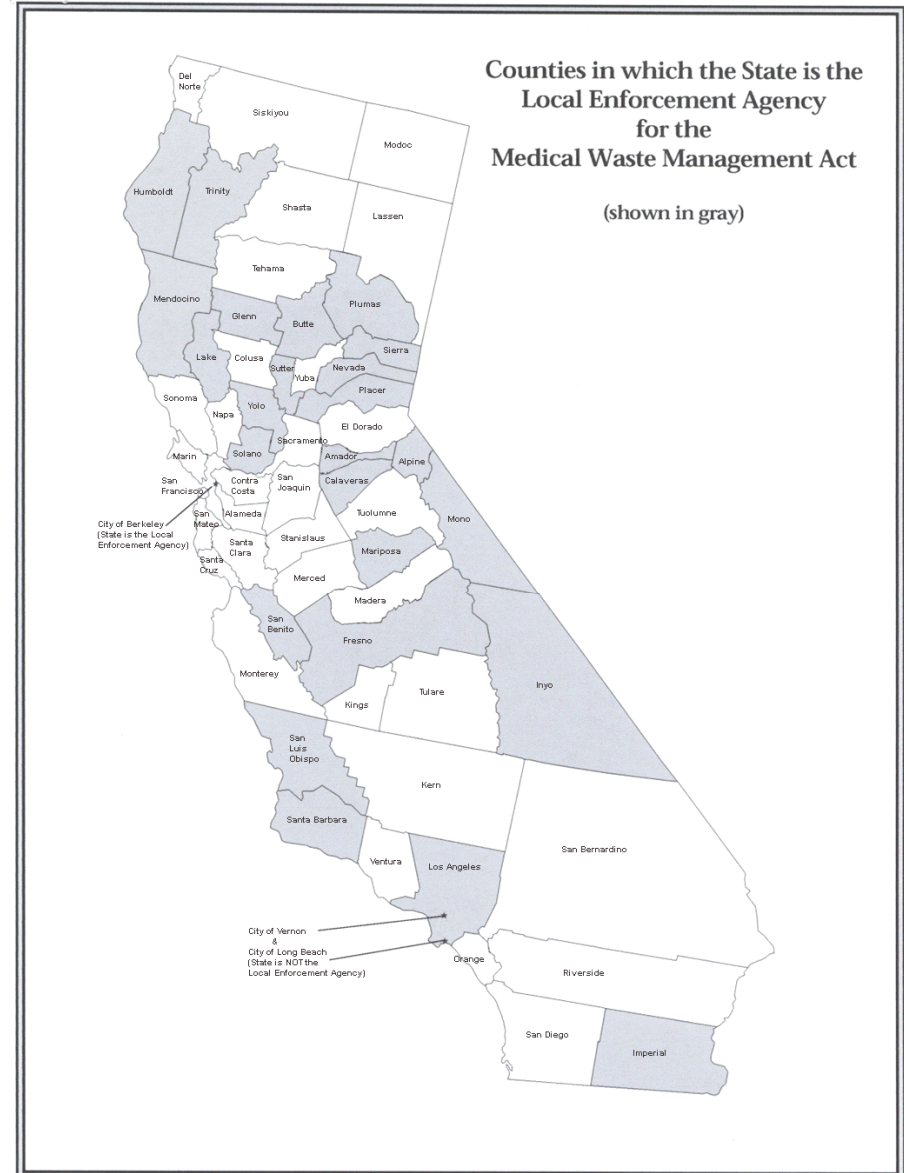 Counties in which the State is the
Local Enforcement Agency
for the
Medical Waste Management Act
(shown in gray)
Del
Norte
Siskiyou
Modoc
Humboldt
Trinity
Shasta
Lassen
Tehama
Mendocino
Plumas
Glenn
Butte
Lake
Colusa
Sutter
Yuba
Sierra
Nevada
Placer
Sonoma
Napa
Yolo
El Dorado
Sacramento
Marin
Solano
Amador
Alpine
San
Francisco
Contra
Costa
San
Joaquin
Calaveras
San
Mateo
Alameda
Tuolumne
Mono
City of Berkeley
(State is the Local
Enforcement Agency)
Santa
Clara
Stanislaus
Mariposa
Santa
Cruz
Merced
Madera
San
Benito
Fresno
Monterey
Kings
Tulare
Inyo
San
Luis
Obispo
Kern
Santa Barbara
Ventura
Los Angeles
San Bernardino
City of Vernon
&
City of Long Beach
(State is NOT the
Local Enforcement Agency)
Orange
Riverside
San Diego
Imperial